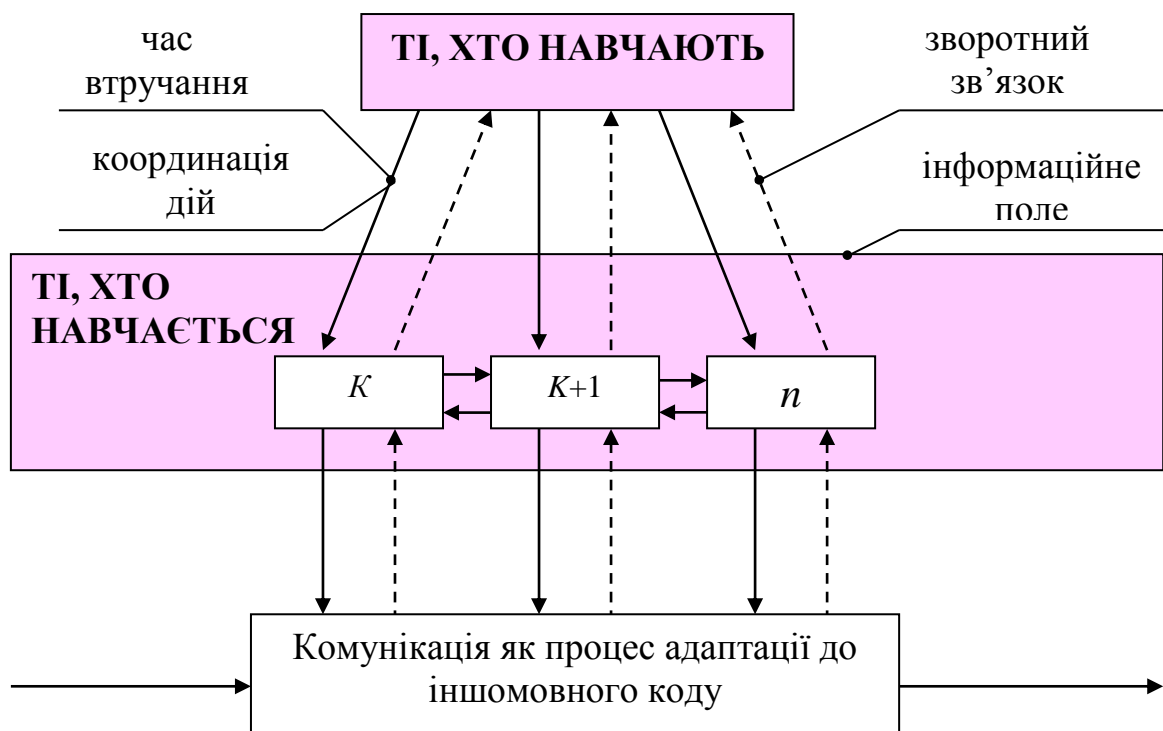 час
втручання
ТІ, ХТО НАВЧАЮТЬ
зворотний
зв’язок
координація
дій
інформаційне
поле
ТІ, ХТО
НАВЧАЄТЬСЯ
К
К+1
n
Комунікація як процес адаптації до
іншомовного коду